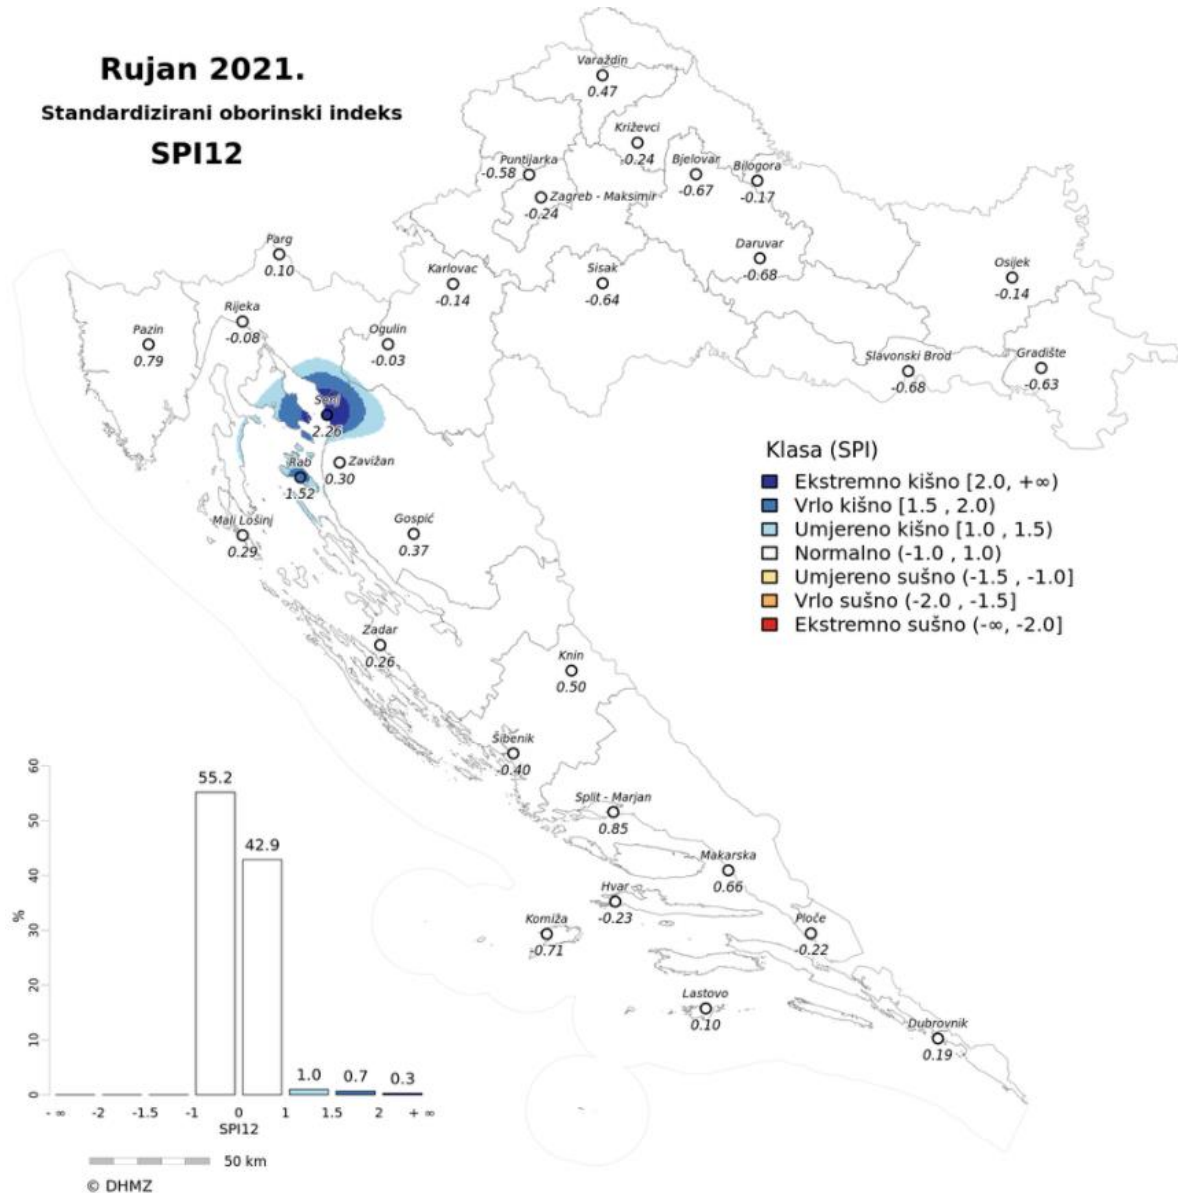 Rujan 2021.
Standardizirani oborinski indeks
SPI12
Varaždin
0.47
Križevci
-0.24
Puntijarka
-0.58
Bjelovar
-0.67
Bilogora
-0.17
Zagreb - Maksimir
-0.24
Parg
0.10
Karlovac
-0.14
Sisak
-0.64
Daruvar
-0.68
Osijek
-0.14
Rijeka
-0.08
Pazin
0.79
Ogulin
-0.03
Slavonski Brod
-0.68
Gradište
-0.63
Senj
2.26
Rab
1.52
Zavižan
0.30
Mali Lošinj
0.29
Gospić
0.37
Klasa (SPI)
Ekstremno kišno [2.0, +∞)
Vrlo kišno [1.5 , 2.0)
Umjereno kišno [1.0 , 1.5)
Normalno (-1.0 , 1.0)
Umjereno sušno (-1.5 , -1.0]
Vrlo sušno (-2.0 , -1.5]
Ekstremno sušno (-∞, -2.0]
Zadar
0.26
Knin
0.50
Šibenik
-0.40
Split - Marjan
0.85
Makarska
0.66
Hvar
-0.23
Komiža
-0.71
Ploče
-0.22
Lastovo
0.10
Dubrovnik
0.19
60
50
40
30
20
10
0
%
55.2
42.9
1.0
0.7
0.3
- ∞ -2 -1.5 -1 0 1 1.5 2 + ∞
SPI12
50 km
© DHMZ